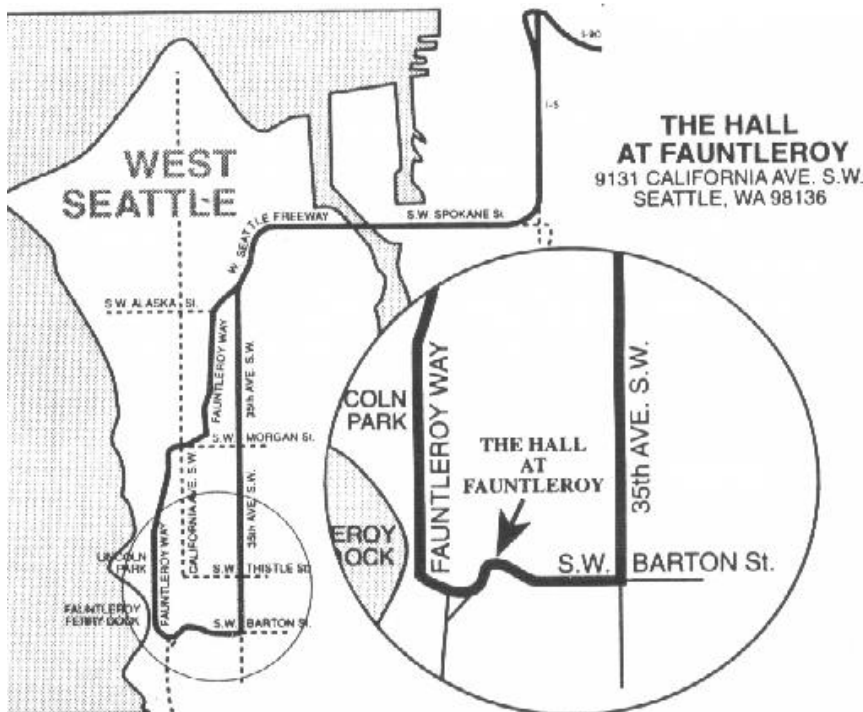 I-90
I-5
THE HALL
AT FAUNTLEROY
9131 CALIFORNIA AVE. S.W.
SEATTLE, WA 98136
WEST
SEATTLE
W. SEATTLE FREEWAY
S.W. SPOKANE St.
S.W. ALASKA St.
FAUNTLEROY WAY
35th AVE. S.W.
S.W. MORGAN St.
FAUNTLEROY WAY
CALIFORNIA AVE. S.W.
35th AVE. S.W.
LINCOLN
PARK
S.W. THISTLE St.
FAUNTLEROY
FERRY DOCK
S.W. BARTON St.
COLN
PARK
FAUNTLEROY WAY
35th AVE. S.W.
THE HALL
AT
FAUNTLEROY
EROY
OCK
S.W. BARTON St.